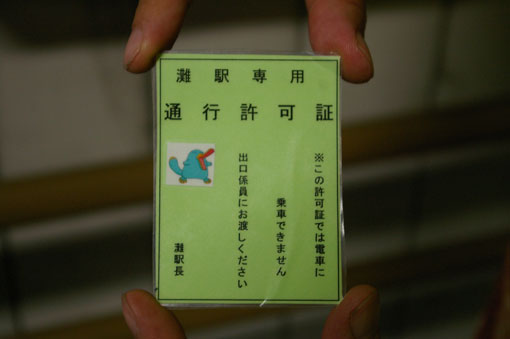 灘駅専用
通行許可証
※この許可証では電車に
乗車できません
出口係員にお渡しください
灘駅長